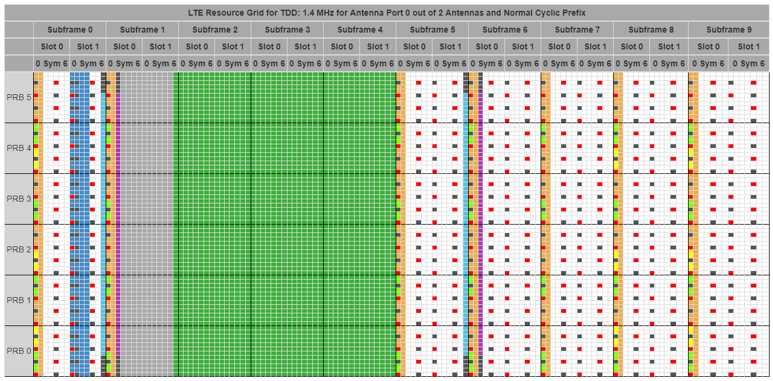 LTE Resource Grid for TDD: 1.4 MHz for Antenna Port 0 out of 2 Antennas and Normal Cyclic Prefix
Subframe 0 Subframe 1 Subframe 2 Subframe 3 Subframe 4 Subframe 5 Subframe 6 Subframe 7 Subframe 8 Subframe 9
Slot 0 Slot 1 Slot 0 Slot 1 Slot 0 Slot 1 Slot 0 Slot 1 Slot 0 Slot 1 Slot 0 Slot 1 Slot 0 Slot 1 Slot 0 Slot 1 Slot 0 Slot 1 Slot 0 Slot 1
0 Sym 6 0 Sym 6 0 Sym 6 0 Sym 6 0 Sym 6 0 Sym 6 0 Sym 6 0 Sym 6 0 Sym 6 0 Sym 6 0 Sym 6 0 Sym 6 0 Sym 6 0 Sym 6 0 Sym 6 0 Sym 6 0 Sym 6 0 Sym 6 0 Sym 6 0 Sym 6
PRB 5
PRB 4
PRB 3
PRB 2
PRB 1
PRB 0